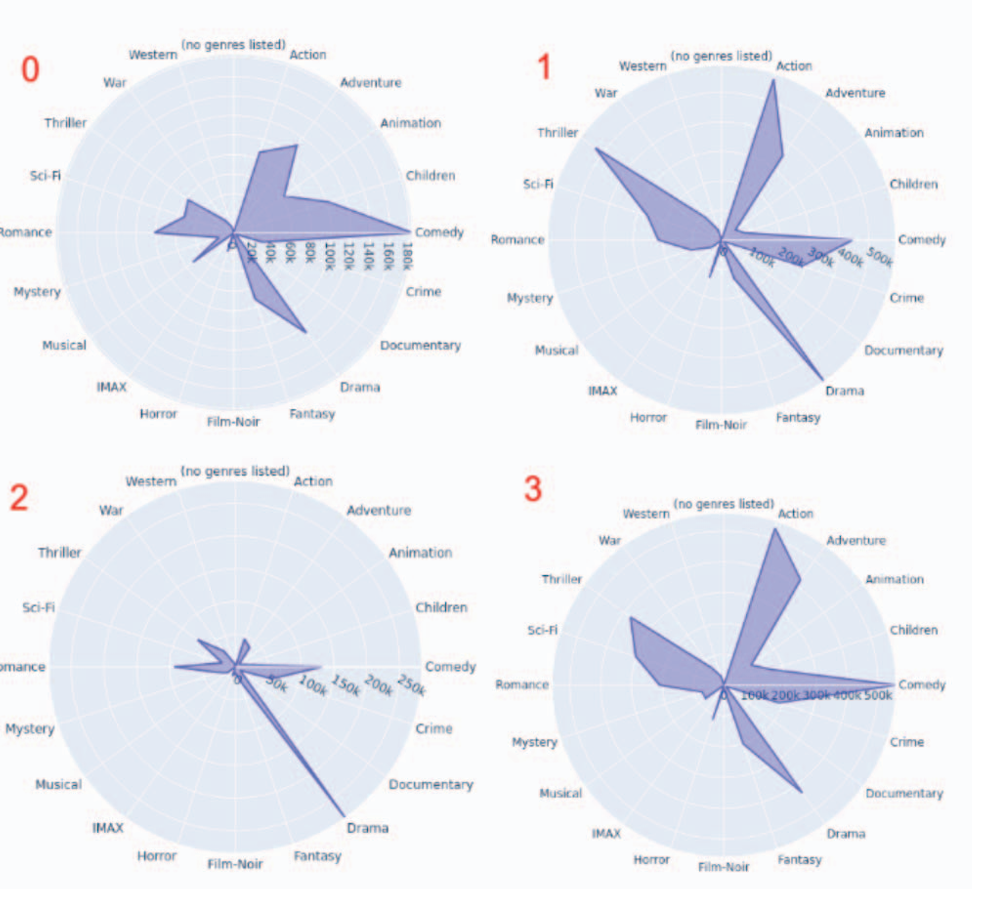 0
(no genres listed)
Western
Action
War
Adventure
Thriller
Animation
Sci-Fi
Children
Romance
Comedy
0
20k
40k
60k
80k
100k
120k
140k
160k
180k
Mystery
Crime
Musical
Documentary
IMAX
Drama
Horror
Fantasy
Film-Noir
1
(no genres listed)
Western
Action
War
Adventure
Thriller
Animation
Sci-Fi
Children
Romance
Comedy
0
100k
200k
300k
400k
500k
Mystery
Crime
Musical
Documentary
IMAX
Drama
Horror
Fantasy
Film-Noir
2
(no genres listed)
Western
Action
War
Adventure
Thriller
Animation
Sci-Fi
Children
omance
Comedy
0
50k
100k
150k
200k
250k
Mystery
Crime
Musical
Documentary
IMAX
Drama
Horror
Fantasy
Film-Noir
3
(no genres listed)
Western
Action
War
Adventure
Thriller
Animation
Sci-Fi
Children
Romance
Comedy
0
100k
200k
300k
400k
500k
Mystery
Crime
Musical
Documentary
IMAX
Drama
Horror
Fantasy
Film-Noir